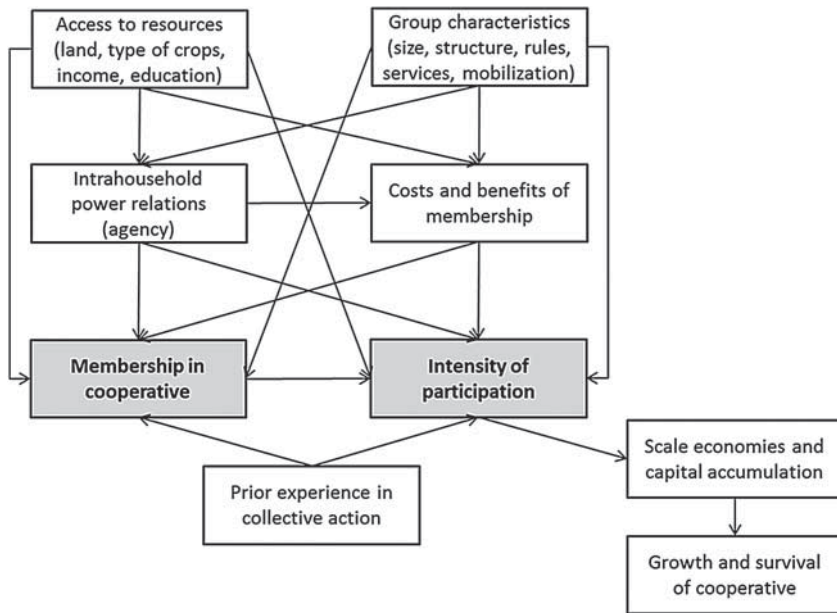 Access to resources
(land, type of crops,
income, education)
Group characteristics
(size, structure, rules,
services, mobilization)
Intrahousehold
power relations
(agency)
Costs and benefits of
membership
Membership in
cooperative
Intensity of
participation
Prior experience in
collective action
Scale economies and
capital accumulation
Growth and survival
of cooperative